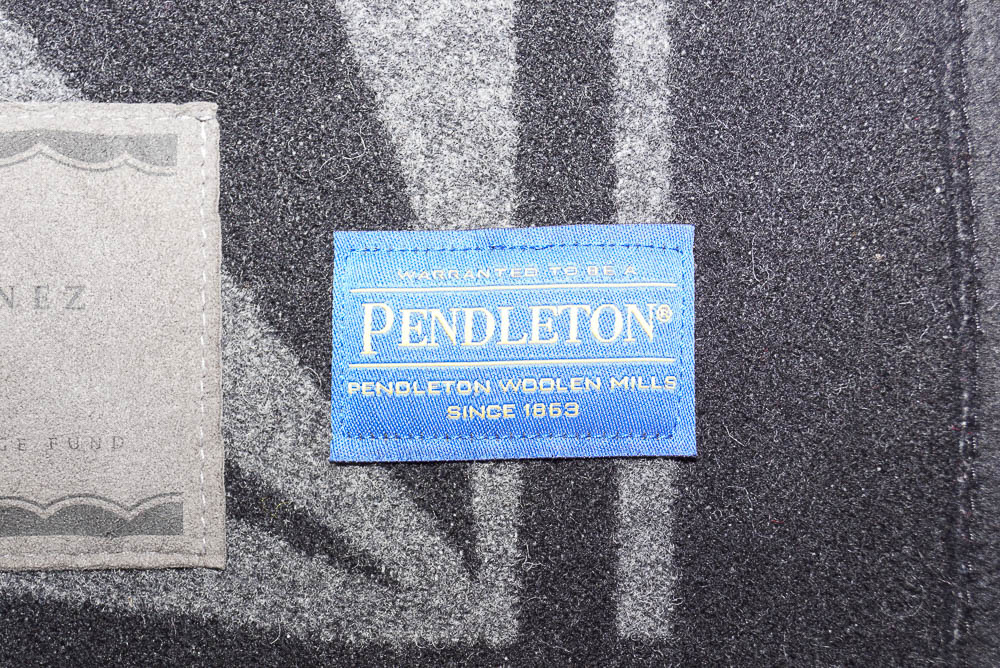 NEZ
GE FUND
WARRANTED TO BE A
PENDLETON®
PENDLETON WOOLEN MILLS
SINCE 1863